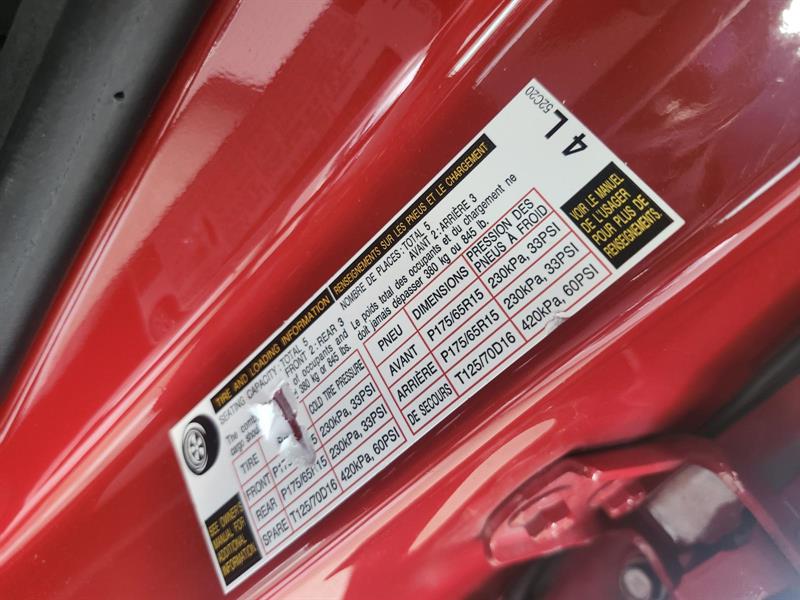 TIRE AND LOADING INFORMATION
SEATING CAPACITY : TOTAL 5
FRONT 2 : REAR 3
The of occupants and
cargo 380 kg or 845 lbs.
TIRE COLD TIRE PRESSURE
FRONT 230kPa, 33PSI
REAR P175/65R15 230kPa, 33PSI
SPARE T125/70D16 420kPa, 60PSI
SEE OWNER'S
MANUAL FOR
ADDITIONAL
INFORMATION.
RENSEIGNEMENTS SUR LES PNEUS ET LE CHARGEMENT
NOMBRE DE PLACES : TOTAL 5
AVANT 2 : ARRIÈRE 3
Le poids total des occupants et du chargement ne
doit jamais dépasser 380 kg ou 845 lb.
PNEU DIMENSIONS PRESSION DES
PNEUS À FROID
AVANT P175/65R15 230kPa, 33PSI
ARRIÈRE P175/65R15 230kPa, 33PSI
DE SECOURS T125/70D16 420kPa, 60PSI
VOIR LE MANUEL
DE L'USAGER
POUR PLUS DE
RENSEIGNEMENTS.
4 L
52C20